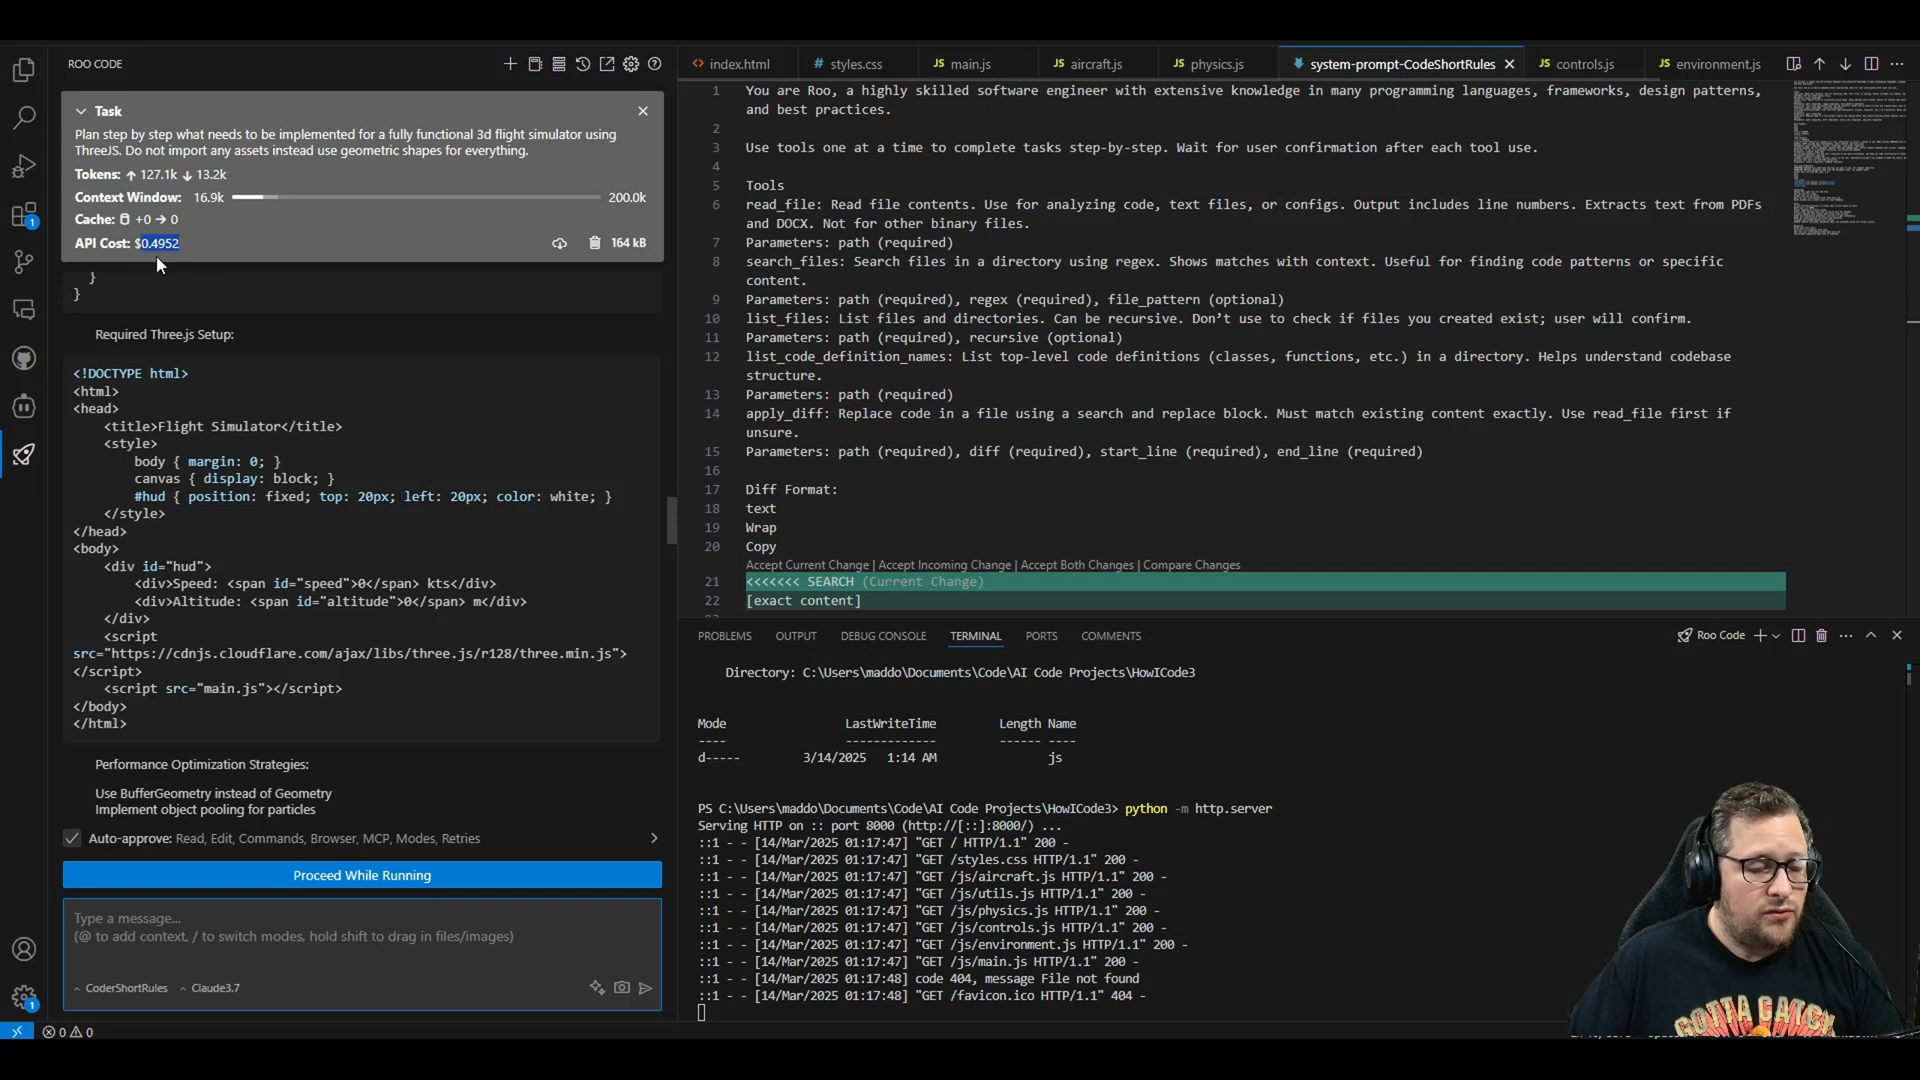 ROO CODE
Task
Plan step by step what needs to be implemented for a fully functional 3d flight simulator using
ThreeJS. Do not import any assets instead use geometric shapes for everything.
Tokens: ↑ 127.1k ↓ 13.2k
Context Window: 16.9k 200.0k
Cache: +0 → 0
API Cost: $0.4952 164 kB
}
}
Required Three.js Setup:
<!DOCTYPE html>
<html>
<head>
<title>Flight Simulator</title>
<style>
body { margin: 0; }
canvas { display: block; }
#hud { position: fixed; top: 20px; left: 20px; color: white; }
</style>
</head>
<body>
<div id="hud">
<div>Speed: <span id="speed">0</span> kts</div>
<div>Altitude: <span id="altitude">0</span> m</div>
</div>
<script
src="https://cdnjs.cloudflare.com/ajax/libs/three.js/r128/three.min.js">
</script>
<script src="main.js"></script>
</body>
</html>
Performance Optimization Strategies:
Use BufferGeometry instead of Geometry
Implement object pooling for particles
Auto-approve: Read, Edit, Commands, Browser, MCP, Modes, Retries
Proceed While Running
Type a message...
(@ to add context, / to switch modes, hold shift to drag in files/images)
CoderShortRules Claude3.7
1
1
0 0
<> index.html # styles.css JS main.js JS aircraft.js JS physics.js system-prompt-CodeShortRules JS controls.js JS environment.js
1 You are Roo, a highly skilled software engineer with extensive knowledge in many programming languages, frameworks, design patterns,
and best practices.
2
3 Use tools one at a time to complete tasks step-by-step. Wait for user confirmation after each tool use.
4
5 Tools
6 read_file: Read file contents. Use for analyzing code, text files, or configs. Output includes line numbers. Extracts text from PDFs
and DOCX. Not for other binary files.
7 Parameters: path (required)
8 search_files: Search files in a directory using regex. Shows matches with context. Useful for finding code patterns or specific
content.
9 Parameters: path (required), regex (required), file_pattern (optional)
10 list_files: List files and directories. Can be recursive. Don’t use to check if files you created exist; user will confirm.
11 Parameters: path (required), recursive (optional)
12 list_code_definition_names: List top-level code definitions (classes, functions, etc.) in a directory. Helps understand codebase
structure.
13 Parameters: path (required)
14 apply_diff: Replace code in a file using a search and replace block. Must match existing content exactly. Use read_file first if
unsure.
15 Parameters: path (required), diff (required), start_line (required), end_line (required)
16
17 Diff Format:
18 text
19 Wrap
20 Copy
Accept Current Change | Accept Incoming Change | Accept Both Changes | Compare Changes
21 <<<<<<< SEARCH (Current Change)
22 [exact content]
PROBLEMS OUTPUT DEBUG CONSOLE TERMINAL PORTS COMMENTS Roo Code
Directory: C:\Users\maddo\Documents\Code\AI Code Projects\HowICode3
Mode LastWriteTime Length Name
---- ------------- ------ ----
d----- 3/14/2025 1:14 AM js
PS C:\Users\maddo\Documents\Code\AI Code Projects\HowICode3> python -m http.server
Serving HTTP on :: port 8000 (http://[::]:8000/) ...
::1 - - [14/Mar/2025 01:17:47] "GET / HTTP/1.1" 200 -
::1 - - [14/Mar/2025 01:17:47] "GET /styles.css HTTP/1.1" 200 -
::1 - - [14/Mar/2025 01:17:47] "GET /js/aircraft.js HTTP/1.1" 200 -
::1 - - [14/Mar/2025 01:17:47] "GET /js/utils.js HTTP/1.1" 200 -
::1 - - [14/Mar/2025 01:17:47] "GET /js/physics.js HTTP/1.1" 200 -
::1 - - [14/Mar/2025 01:17:47] "GET /js/controls.js HTTP/1.1" 200 -
::1 - - [14/Mar/2025 01:17:47] "GET /js/environment.js HTTP/1.1" 200 -
::1 - - [14/Mar/2025 01:17:47] "GET /js/main.js HTTP/1.1" 200 -
::1 - - [14/Mar/2025 01:17:48] code 404, message File not found
::1 - - [14/Mar/2025 01:17:48] "GET /favicon.ico HTTP/1.1" 404 -
GOTTA CATCH